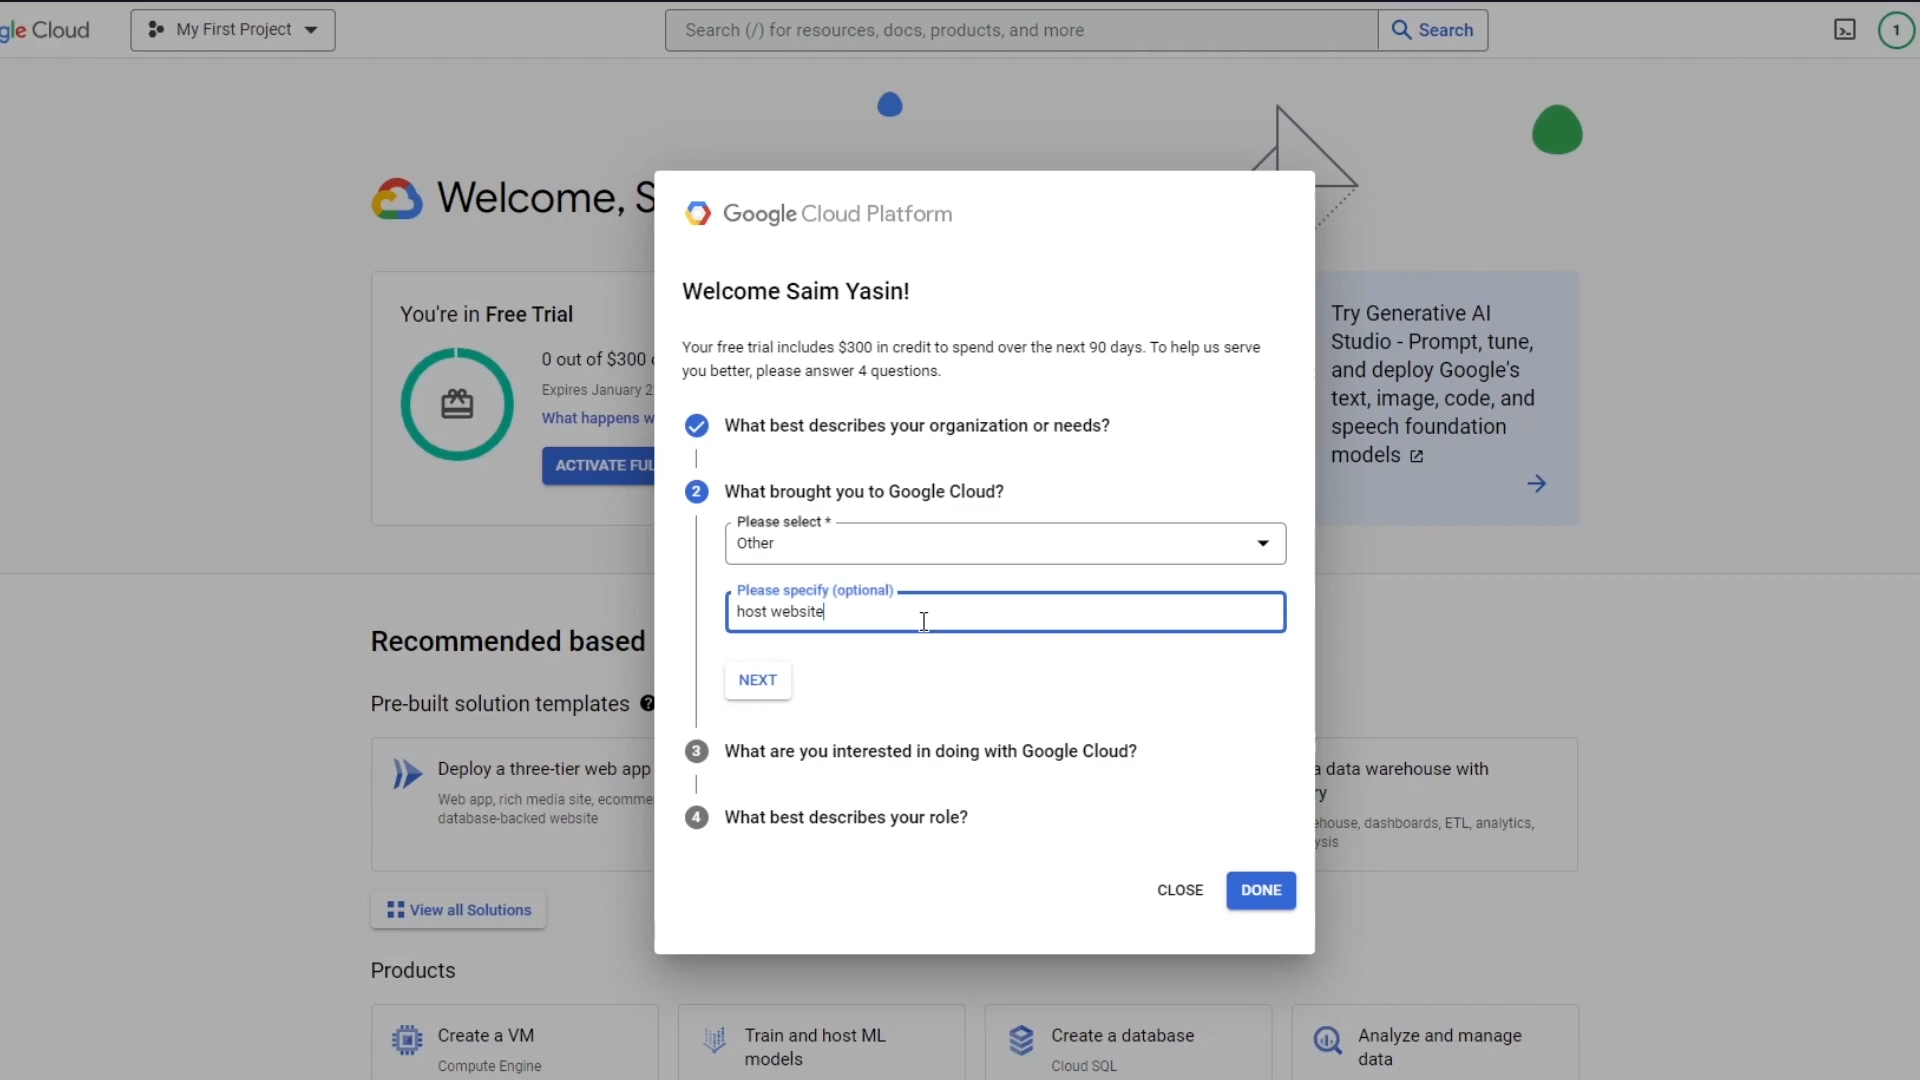 gle Cloud
My First Project
Search (/) for resources, docs, products, and more
Search
1
Welcome, S
You're in Free Trial
0 out of $300
Expires January 2
What happens w
ACTIVATE FUL
Google Cloud Platform
Welcome Saim Yasin!
Your free trial includes $300 in credit to spend over the next 90 days. To help us serve
you better, please answer 4 questions.
What best describes your organization or needs?
2 What brought you to Google Cloud?
Please select *
Other
Please specify (optional)
host website
NEXT
3 What are you interested in doing with Google Cloud?
4 What best describes your role?
CLOSE
DONE
Try Generative AI
Studio - Prompt, tune,
and deploy Google's
text, image, code, and
speech foundation
models
Recommended based
Pre-built solution templates
Deploy a three-tier web app
Web app, rich media site, ecomme
database-backed website
a data warehouse with
ry
ehouse, dashboards, ETL, analytics,
ysis
View all Solutions
Products
Create a VM
Compute Engine
Train and host ML
models
Create a database
Cloud SQL
Analyze and manage
data